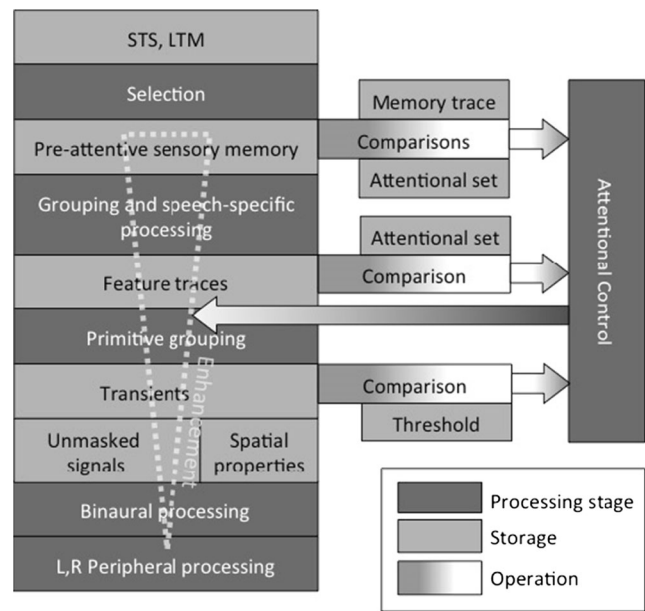 STS, LTM
Selection
Memory trace
Pre-attentive sensory memory
Comparisons
Attentional set
Grouping and speech-specific
processing
Attentional set
Feature traces
Comparison
Attentional Control
Primitive grouping
Enhancement
Transients
Comparison
Threshold
Unmasked
signals
Spatial
properties
Binaural processing
L,R Peripheral processing
Processing stage
Storage
Operation